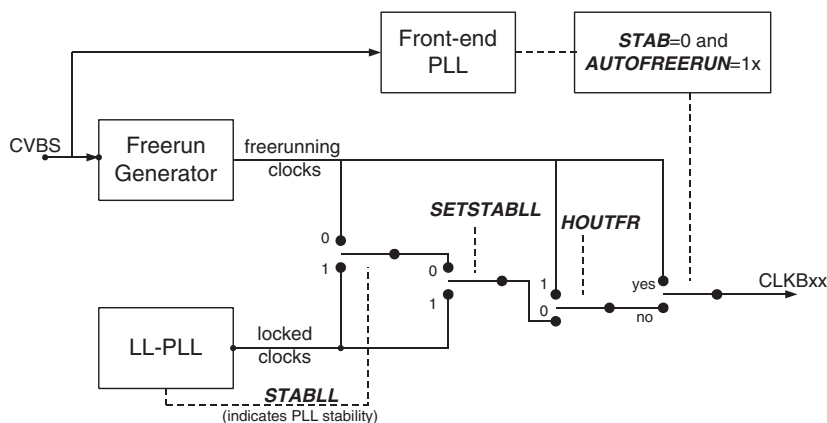 Front-end
PLL
STAB=0 and
AUTOFREERUN=1x
CVBS
Freerun
Generator
freerunning
clocks
SETSTABLL
HOUTFR
0
1
0
1
1
0
yes
no
CLKBxx
LL-PLL
locked
clocks
STABLL
(indicates PLL stability)